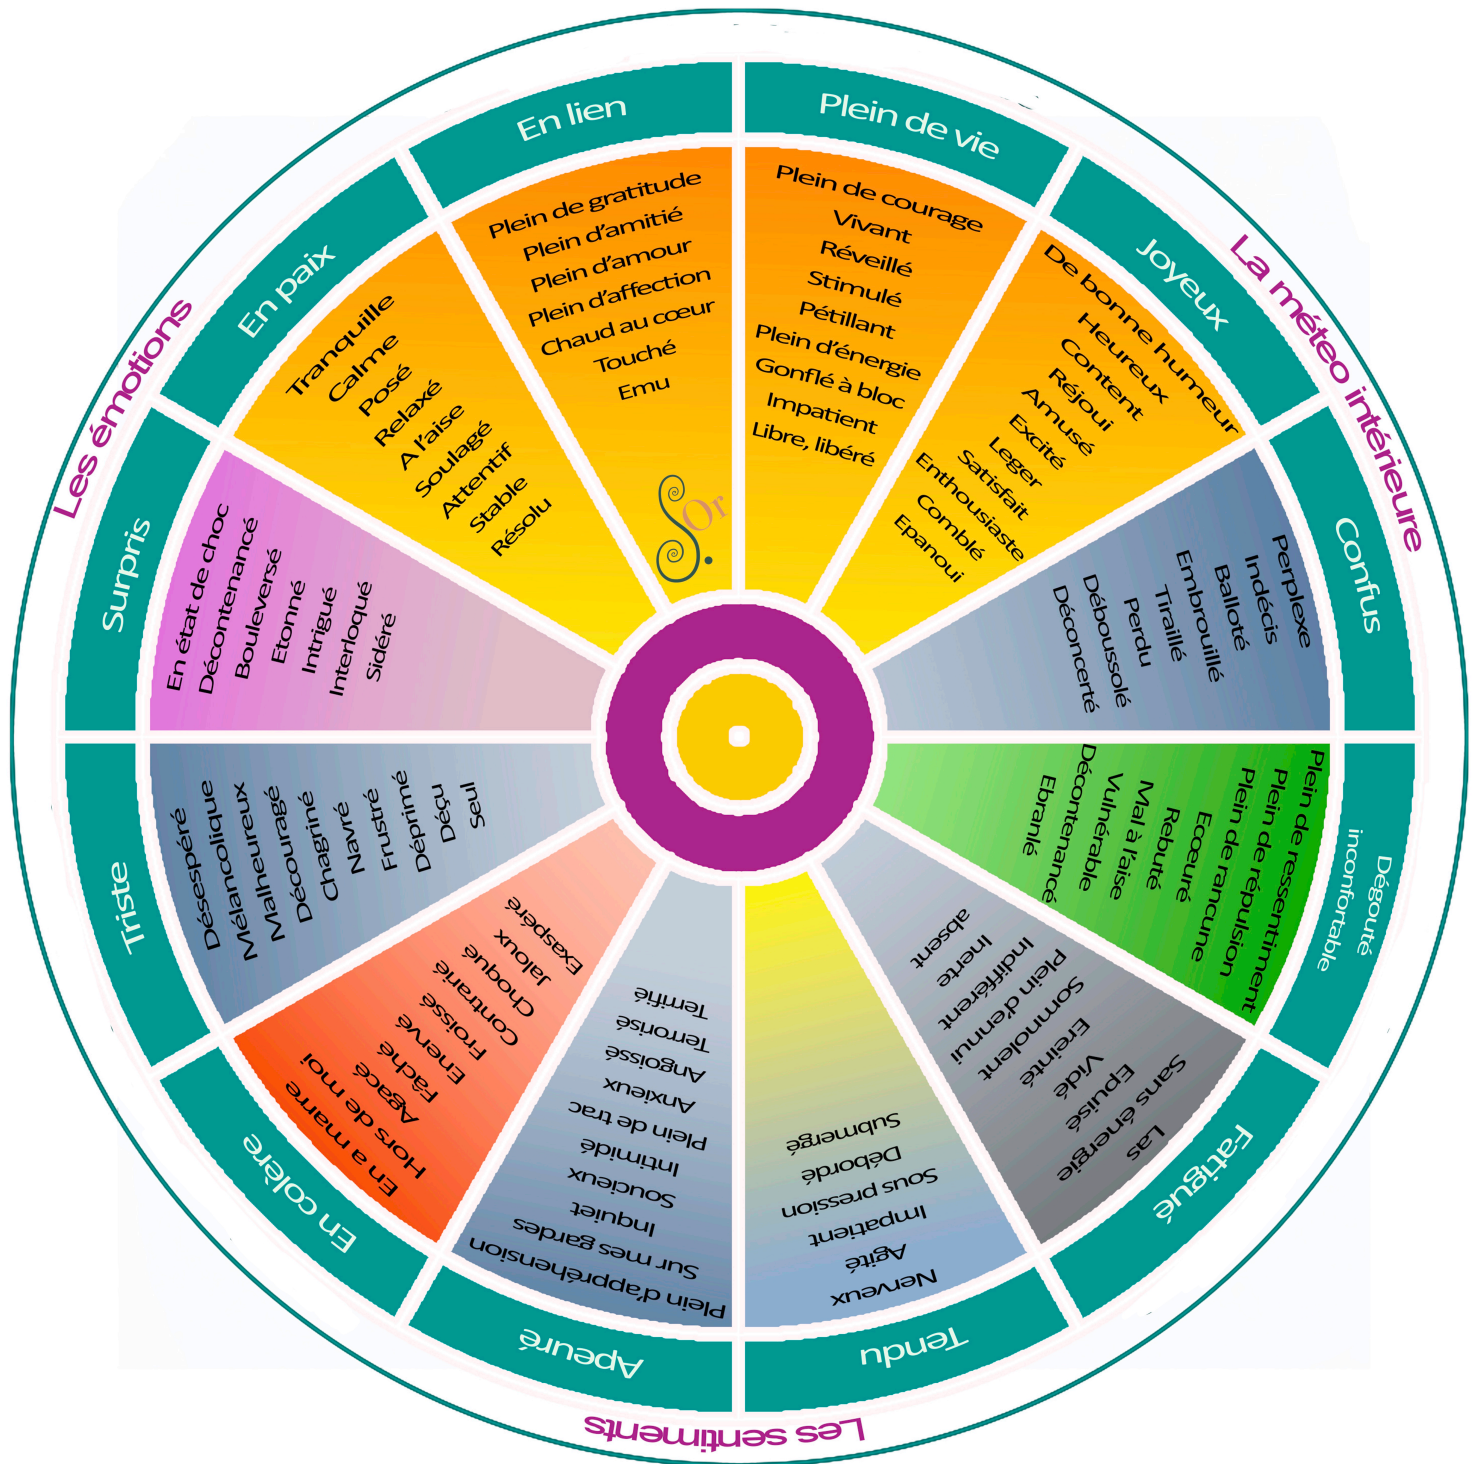 Les émotions
La méteo intérieure
Les sentiments
En lien
Plein de gratitude
Plein d'amitié
Plein d'amour
Plein d'affection
Chaud au cœur
Touché
Emu
S.Or
Plein de vie
Plein de courage
Vivant
Réveillé
Stimulé
Pétillant
Plein d'énergie
Gonflé à bloc
Impatient
Libre, libéré
Joyeux
De bonne humeur
Heureux
Content
Réjoui
Amusé
Excité
Leger
Satisfait
Enthousiaste
Comblé
Epanoui
Confus
Perplexe
Indécis
Balloté
Embrouillé
Tiraillé
Perdu
Déboussolé
Déconcerté
Dégouté
inconfortable
Plein de ressentiment
Plein de répulsion
Plein de rancune
Ecoeuré
Rebuté
Mal à l'aise
Vulnérable
Décontenancé
Ebranlé
Fatigué
Las
Sans énergie
Epuisé
Vidé
Ereinté
Somnolent
Plein d'ennui
Indifférent
Inerte
absent
Tendu
Nerveux
Agité
Impatient
Sous pression
Débordé
Submergé
Apeuré
Plein d'appréhension
Sur mes gardes
Inquiet
Soucieux
Intimidé
Plein de trac
Anxieux
Angoissé
Terrorisé
Terrifié
En colère
En a marre
Hors de moi
Agacé
Fâché
Enervé
Froissé
Contrarié
Choqué
Jaloux
Exaspéré
Triste
Désespéré
Mélancolique
Malheureux
Découragé
Chagriné
Navré
Frustré
Déprimé
Déçu
Seul
Surpris
En état de choc
Décontenancé
Bouleversé
Etonné
Intrigué
Interloqué
Sidéré
En paix
Tranquille
Calme
Posé
Relaxé
A l'aise
Soulagé
Attentif
Stable
Résolu